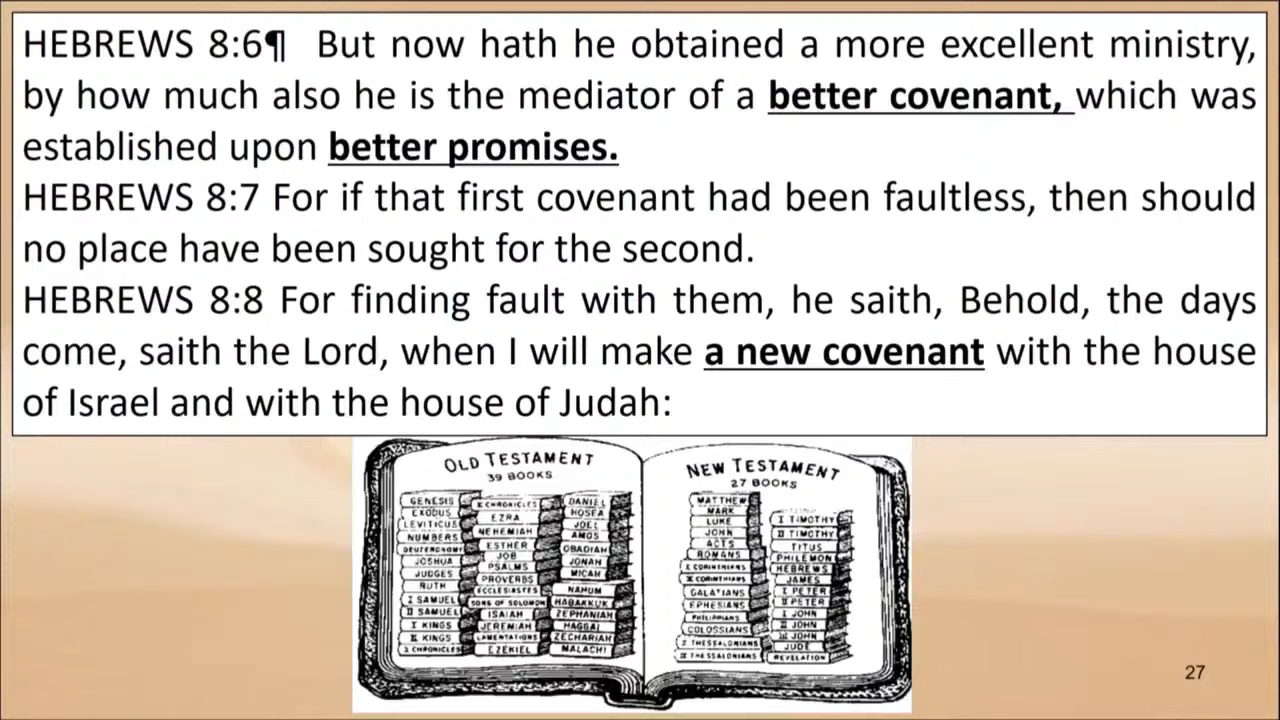 HEBREWS 8:6¶ But now hath he obtained a more excellent ministry,
by how much also he is the mediator of a better covenant, which was
established upon better promises.
HEBREWS 8:7 For if that first covenant had been faultless, then should
no place have been sought for the second.
HEBREWS 8:8 For finding fault with them, he saith, Behold, the days
come, saith the Lord, when I will make a new covenant with the house
of Israel and with the house of Judah:
OLD TESTAMENT
39 BOOKS
GENESIS
EXODUS
LEVITICUS
NUMBERS
DEUTERONOMY
JOSHUA
JUDGES
RUTH
I SAMUEL
II SAMUEL
I KINGS
II KINGS
I CHRONICLES
II CHRONICLES
EZRA
NEHEMIAH
ESTHER
JOB
PSALMS
PROVERBS
ECCLESIASTES
SONG OF SOLOMON
ISAIAH
JEREMIAH
LAMENTATIONS
EZEKIEL
DANIEL
HOSEA
JOEL
AMOS
OBADIAH
JONAH
MICAH
NAHUM
HABAKKUK
ZEPHANIAH
HAGGAI
ZECHARIAH
MALACHI
NEW TESTAMENT
27 BOOKS
MATTHEW
MARK
LUKE
JOHN
ACTS
ROMANS
I CORINTHIANS
II CORINTHIANS
GALATIANS
EPHESIANS
PHILIPPIANS
COLOSSIANS
I THESSALONIANS
II THESSALONIANS
I TIMOTHY
II TIMOTHY
TITUS
PHILEMON
HEBREWS
JAMES
I PETER
II PETER
I JOHN
II JOHN
III JOHN
JUDE
REVELATION
27